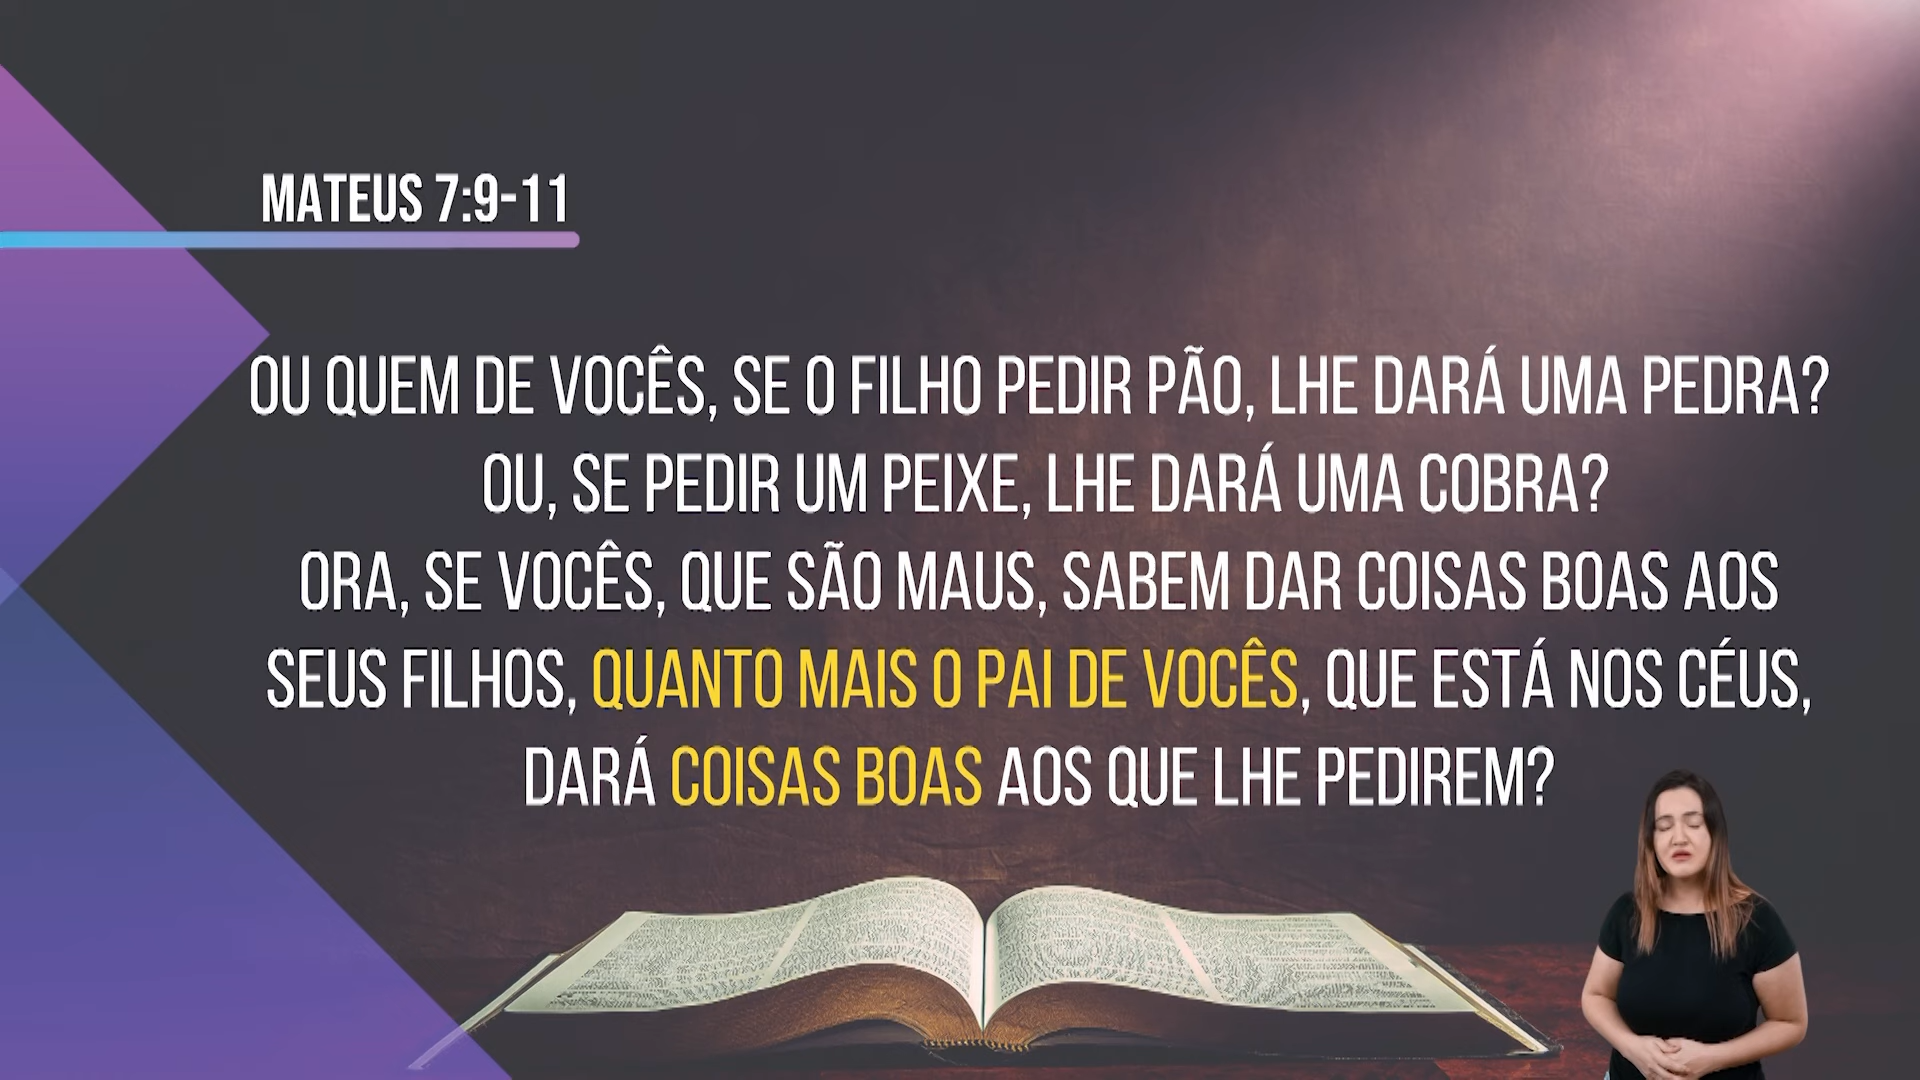 MATEUS 7:9-11
OU QUEM DE VOCÊS, SE O FILHO PEDIR PÃO, LHE DARÁ UMA PEDRA?
OU, SE PEDIR UM PEIXE, LHE DARÁ UMA COBRA?
ORA, SE VOCÊS, QUE SÃO MAUS, SABEM DAR COISAS BOAS AOS
SEUS FILHOS, QUANTO MAIS O PAI DE VOCÊS, QUE ESTÁ NOS CÉUS,
DARÁ COISAS BOAS AOS QUE LHE PEDIREM?